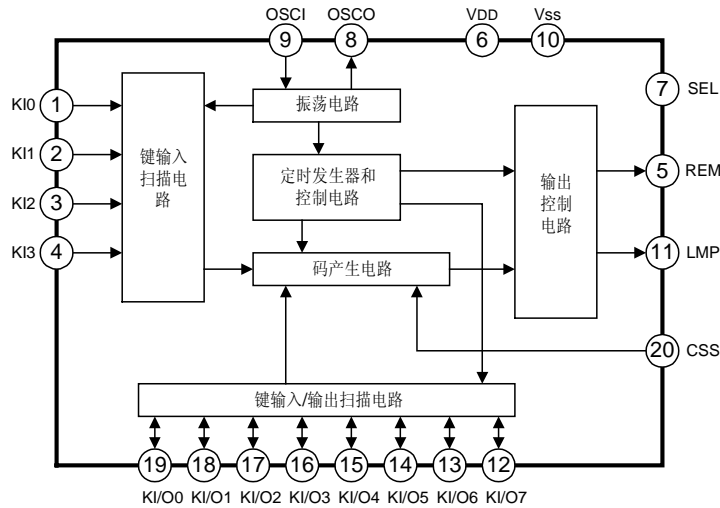 OSCI OSCO VDD VSS
9 8 6 10
7 SEL
KI0 1
振荡电路
键输入
扫描电
路
KI1 2
定时发生器和
控制电路
输出
控制
电路
5 REM
KI2 3
KI3 4
码产生电路
11 LMP
20 CSS
键输入/输出扫描电路
19 18 17 16 15 14 13 12
KI/O0 KI/O1 KI/O2 KI/O3 KI/O4 KI/O5 KI/O6 KI/O7